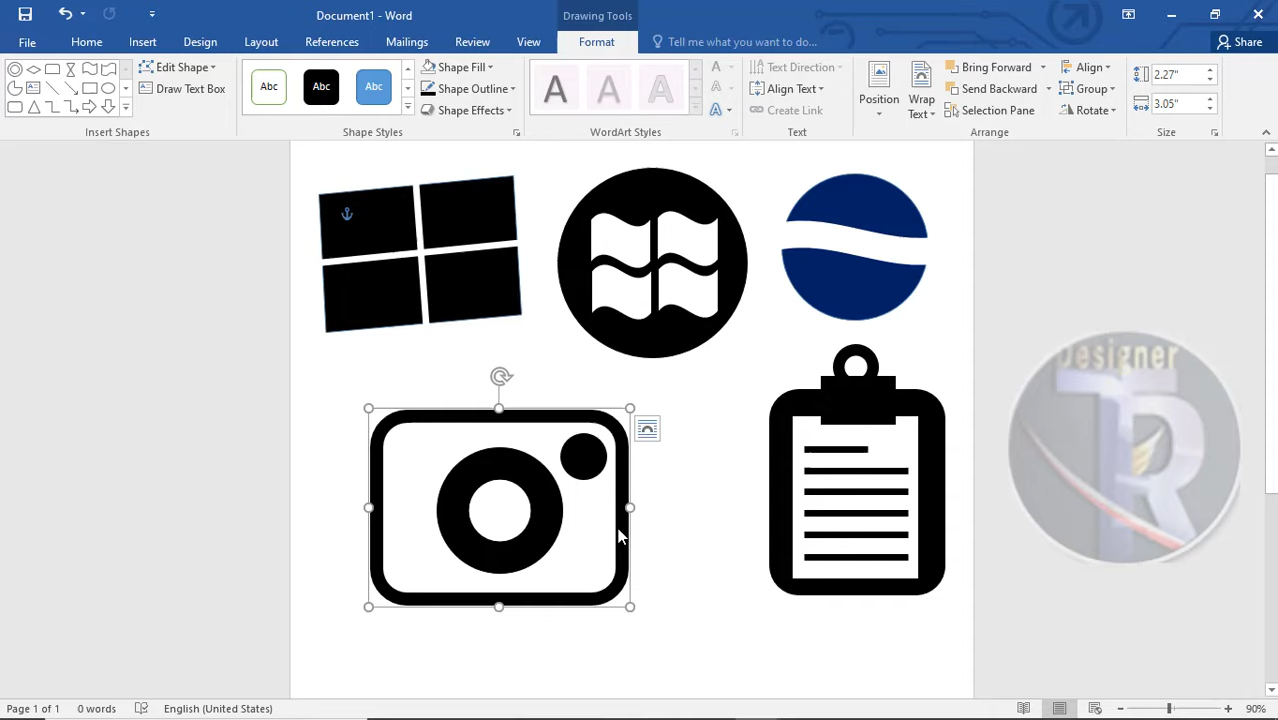 Document1 - Word
Drawing Tools
File
Home
Insert
Design
Layout
References
Mailings
Review
View
Format
Tell me what you want to do...
Share
Edit Shape
Draw Text B
Insert Shapes
Abc
Abc
Abc
Shape Fill
Shape Outline
Shape Effects
Shape Styles
A
A
A
A
A
A
WordArt Styles
Text Direction
Align Text
Create Link
Text
Position
Wrap
Text
Bring Forward
Send Backward
Selection Pane
Align
Group
Rotate
Arrange
2.27"
3.05"
Size
Designer
TR
Page 1 of 1
0 words
English (United States)
90%